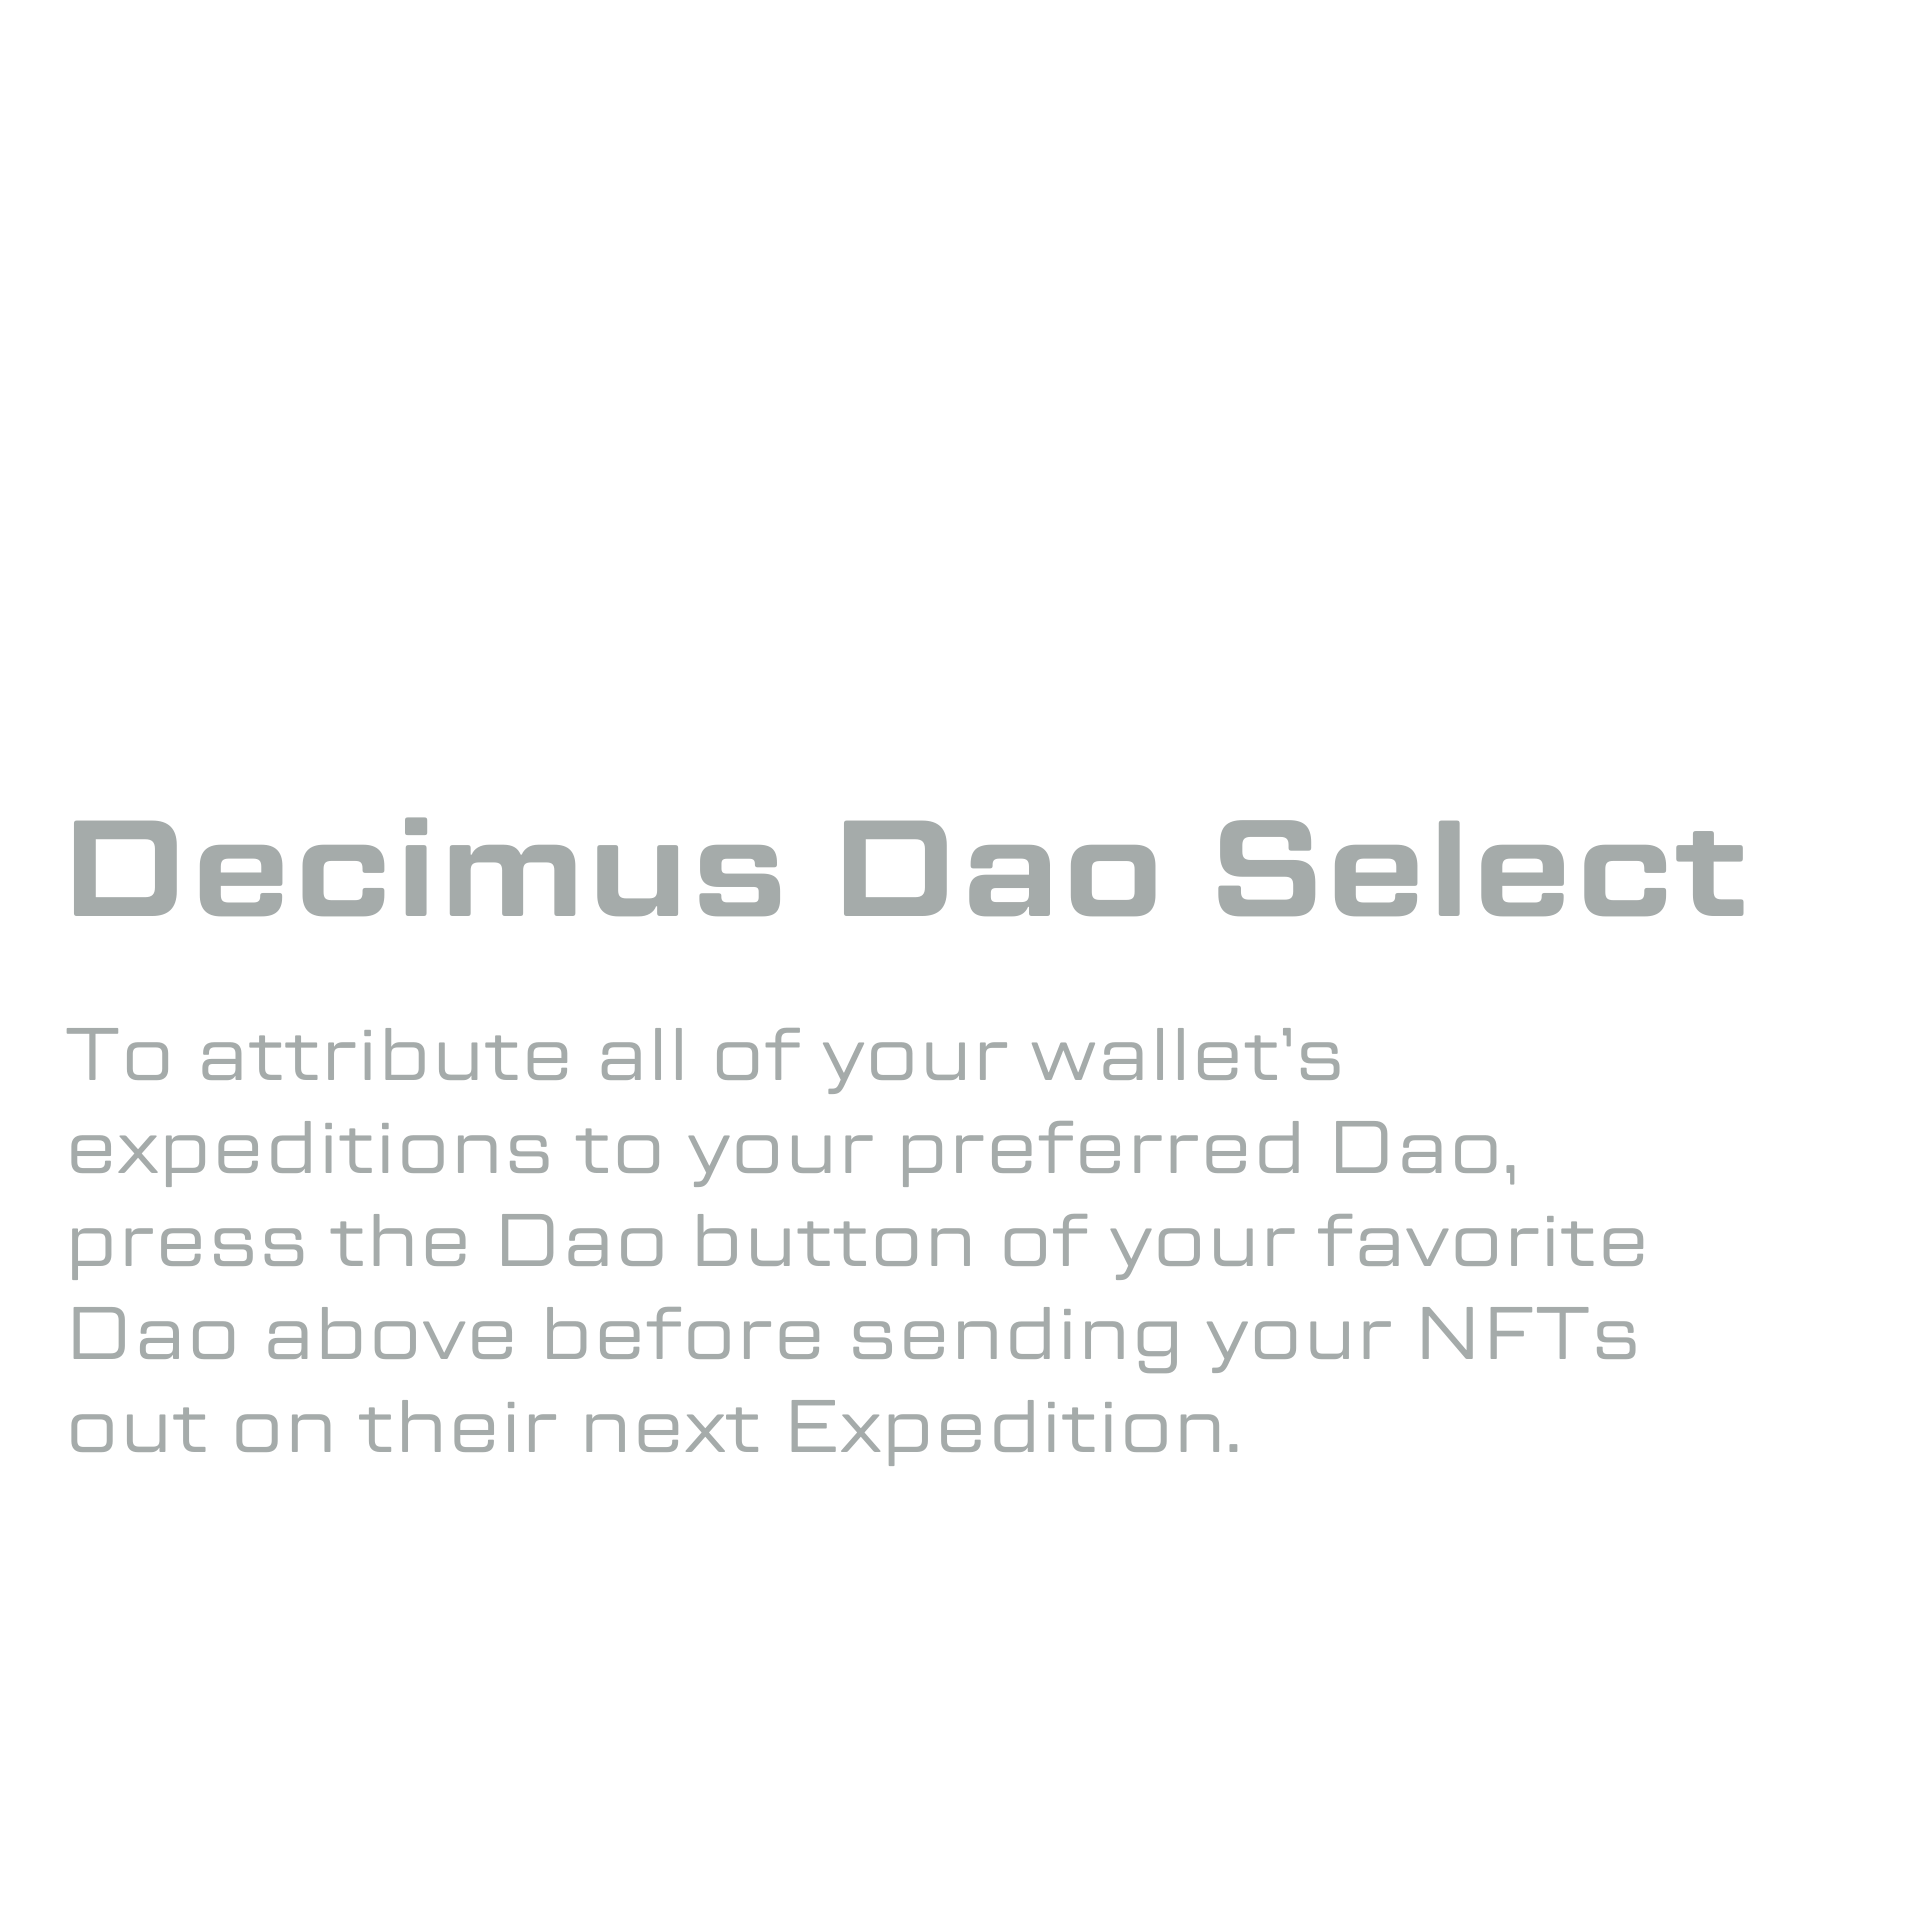 Decimus Dao Select
To attribute all of your wallet's
expeditions to your preferred Dao,
press the Dao button of your favorite
Dao above before sending your NFTs
out on their next Expedition.